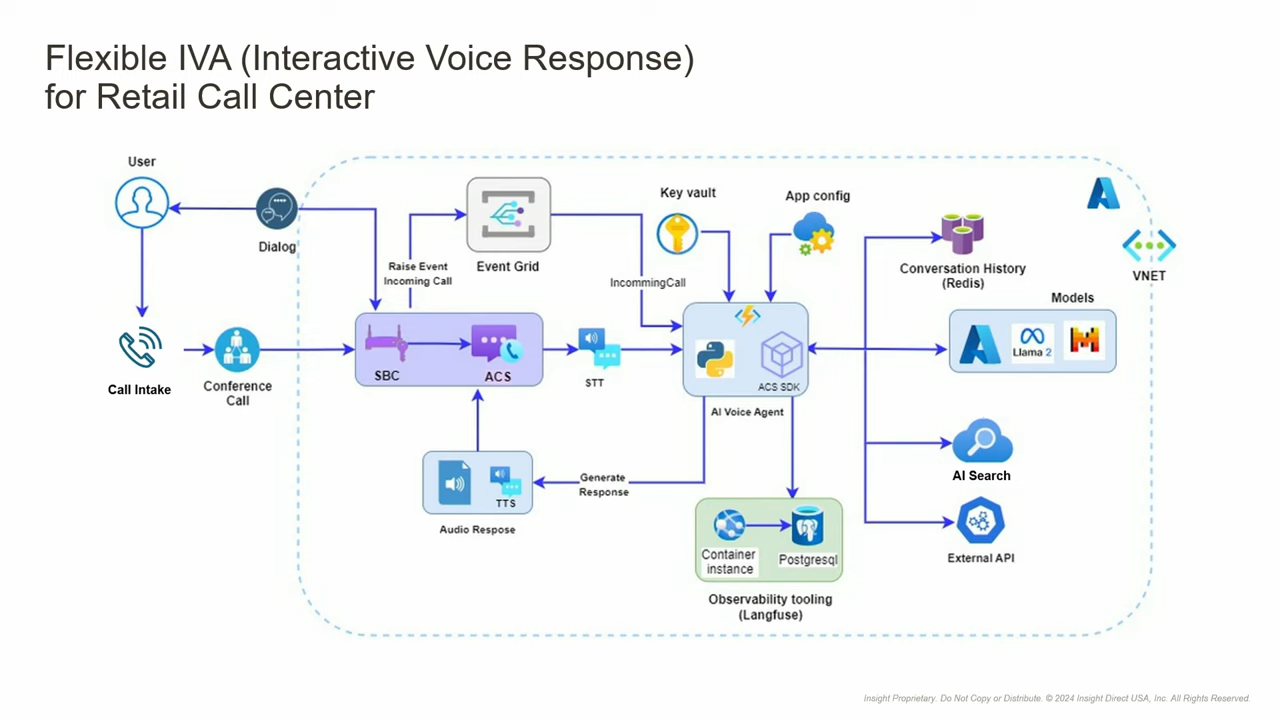 Flexible IVA (Interactive Voice Response)
for Retail Call Center
User
Dialog
Call Intake
Conference
Call
Raise Event
Incoming Call
Event Grid
SBC
ACS
STT
IncommingCall
Key vault
App config
ACS SDK
AI Voice Agent
TTS
Audio Respose
Generate
Response
Container
instance
Postgresql
Observability tooling
(Langfuse)
Conversation History
(Redis)
VNET
Models
Llama 2
AI Search
External API
Insight Proprietary. Do Not Copy or Distribute. © 2024 Insight Direct USA, Inc. All Rights Reserved.